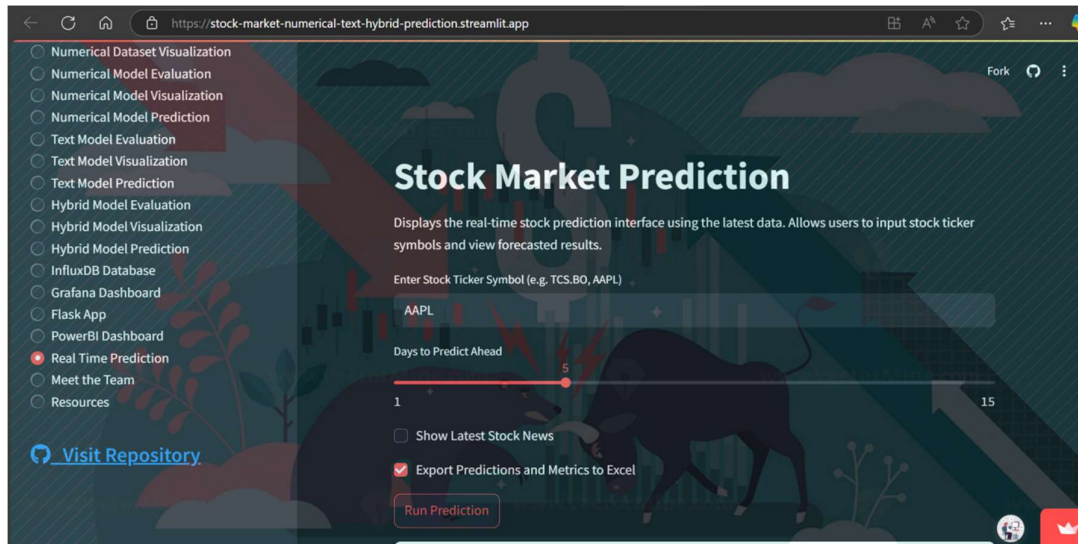 https://stock-market-numerical-text-hybrid-prediction.streamlit.app
Numerical Dataset Visualization
Numerical Model Evaluation
Numerical Model Visualization
Numerical Model Prediction
Text Model Evaluation
Text Model Visualization
Text Model Prediction
Hybrid Model Evaluation
Hybrid Model Visualization
Hybrid Model Prediction
InfluxDB Database
Grafana Dashboard
Flask App
PowerBI Dashboard
Real Time Prediction
Meet the Team
Resources
Visit Repository
Fork
Stock Market Prediction
Displays the real-time stock prediction interface using the latest data. Allows users to input stock ticker
symbols and view forecasted results.
Enter Stock Ticker Symbol (e.g. TCS.BO, AAPL)
AAPL
Days to Predict Ahead
5
1 15
Show Latest Stock News
Export Predictions and Metrics to Excel
Run Prediction